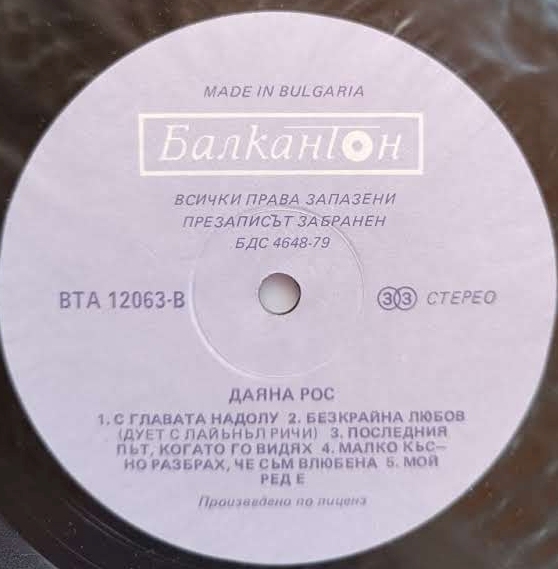 MADE IN BULGARIA
Балкантон
ВСИЧКИ ПРАВА ЗАПАЗЕНИ
ПРЕЗАПИСЪТ ЗАБРАНЕН
БДС 4648-79
ВТА 12063-В
33 СТЕРЕО
ДАЯНА РОС
1. С ГЛАВАТА НАДОЛУ 2. БЕЗКРАЙНА ЛЮБОВ
(ДУЕТ С ЛАЙЪНЪЛ РИЧИ) 3. ПОСЛЕДНИЯ
ПЪТ, КОГАТО ГО ВИДЯХ 4. МАЛКО КЪС–
НО РАЗБРАХ, ЧЕ СЪМ ВЛЮБЕНА 5. МОЙ
РЕД Е
Произведено по лиценз